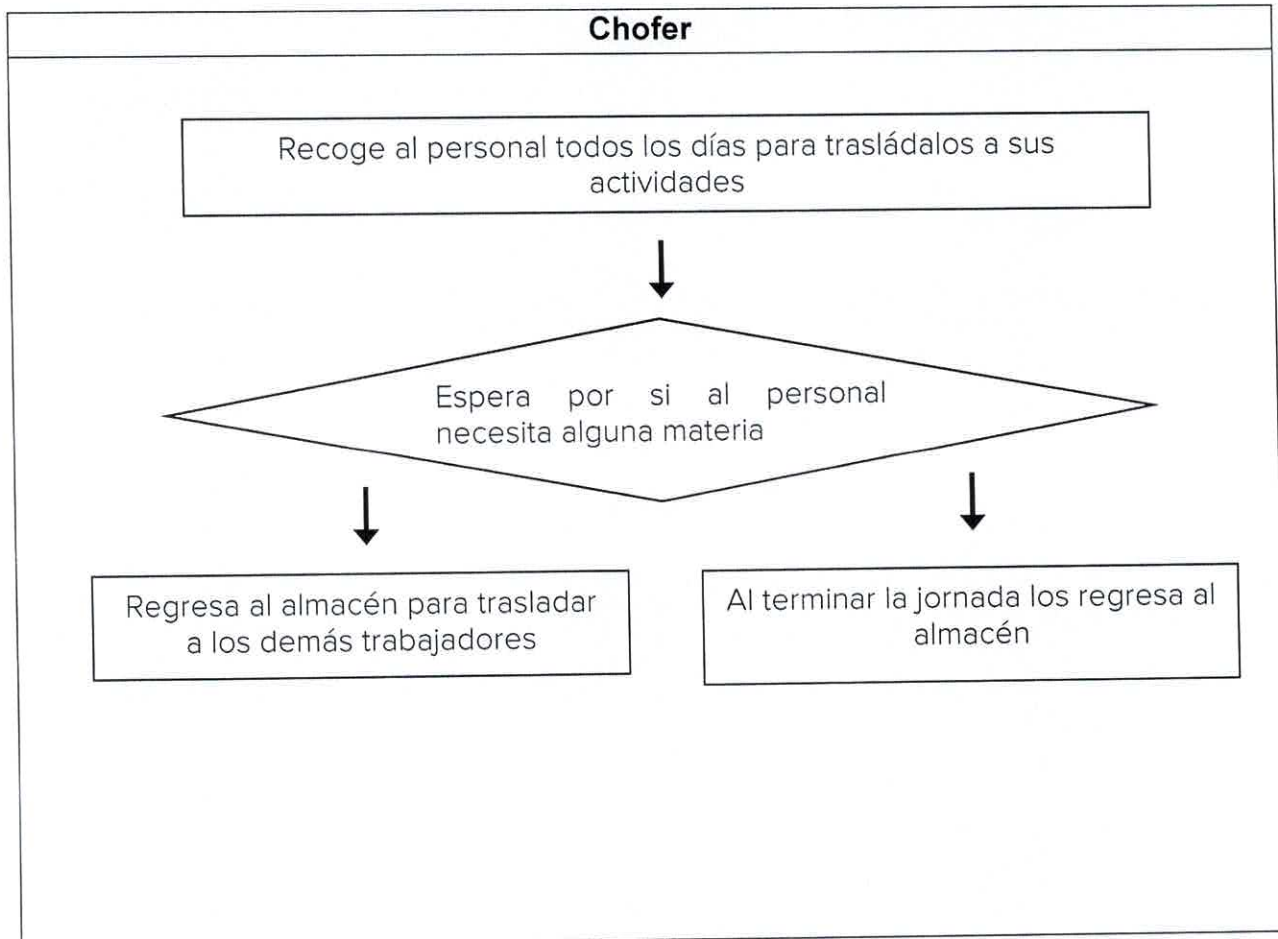 Chofer
Recoge al personal todos los días para trasládalos a sus
actividades
Espera por si al personal
necesita alguna materia
Regresa al almacén para trasladar
a los demás trabajadores
Al terminar la jornada los regresa al
almacén